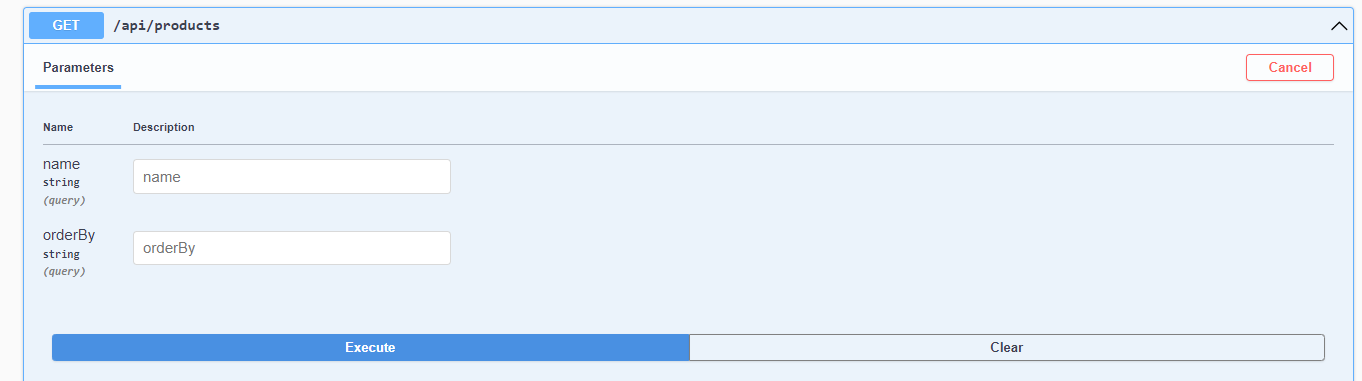 GET /api/products
Parameters Cancel
Name Description
name name
string
(query)
orderBy orderBy
string
(query)
Execute Clear